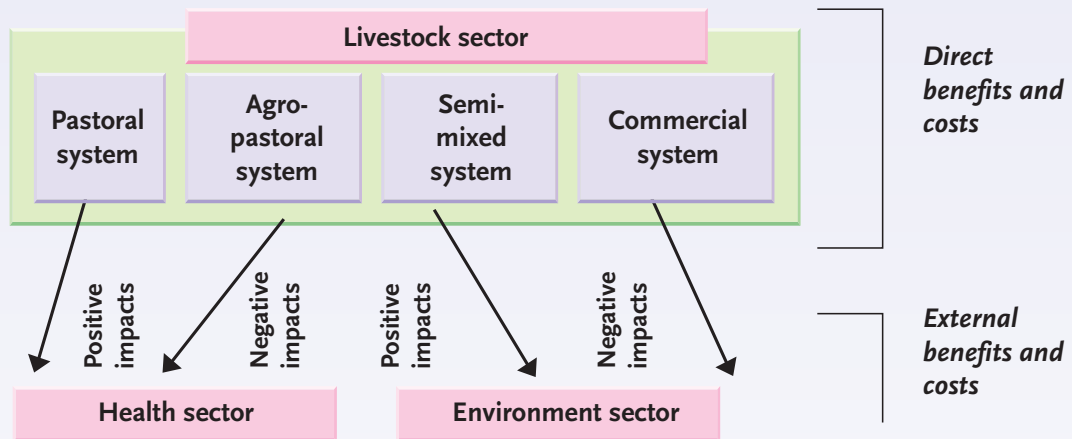 Livestock sector
Pastoral
system
Agro-
pastoral
system
Semi-
mixed
system
Commercial
system
Direct
benefits and
costs
Positive
impacts
Negative
impacts
Positive
impacts
Negative
impacts
External
benefits and
costs
Health sector
Environment sector